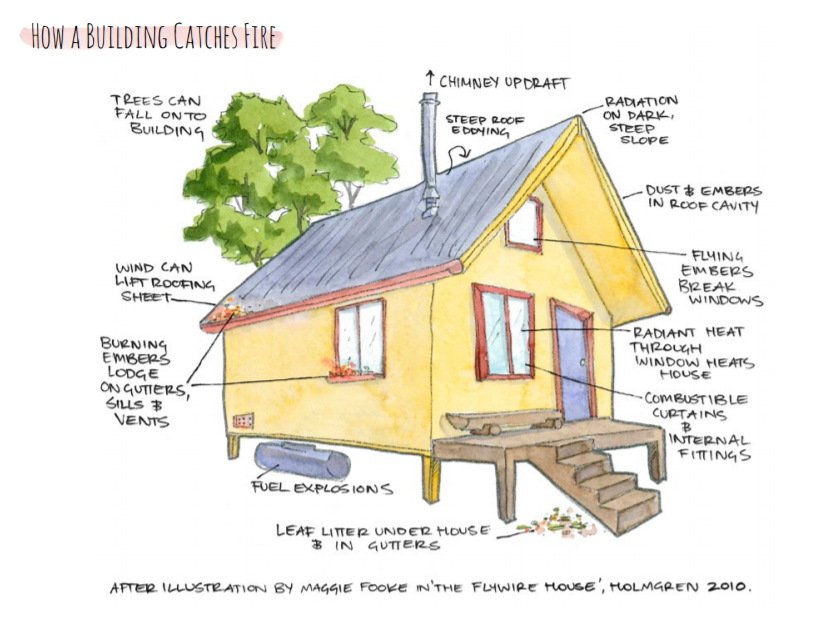 HOW A BUILDING CATCHES FIRE
↑ CHIMNEY UPDRAFT
TREES CAN
FALL ONTO
BUILDING
STEEP ROOF
EDDYING
RADIATION
ON DARK,
STEEP
SLOPE
DUST & EMBERS
IN ROOF CAVITY
WIND CAN
LIFT ROOFING
SHEET
FLYING
EMBERS
BREAK
WINDOWS
BURNING
EMBERS
LODGE
ON GUTTERS,
SILLS &
VENTS
RADIANT HEAT
THROUGH
WINDOW HEATS
HOUSE
COMBUSTIBLE
CURTAINS
&
INTERNAL
FITTINGS
FUEL EXPLOSIONS
LEAF LITTER UNDER HOUSE
& IN GUTTERS
AFTER ILLUSTRATION BY MAGGIE FOOKE IN 'THE FLYWIRE HOUSE', HOLMGREN 2010.